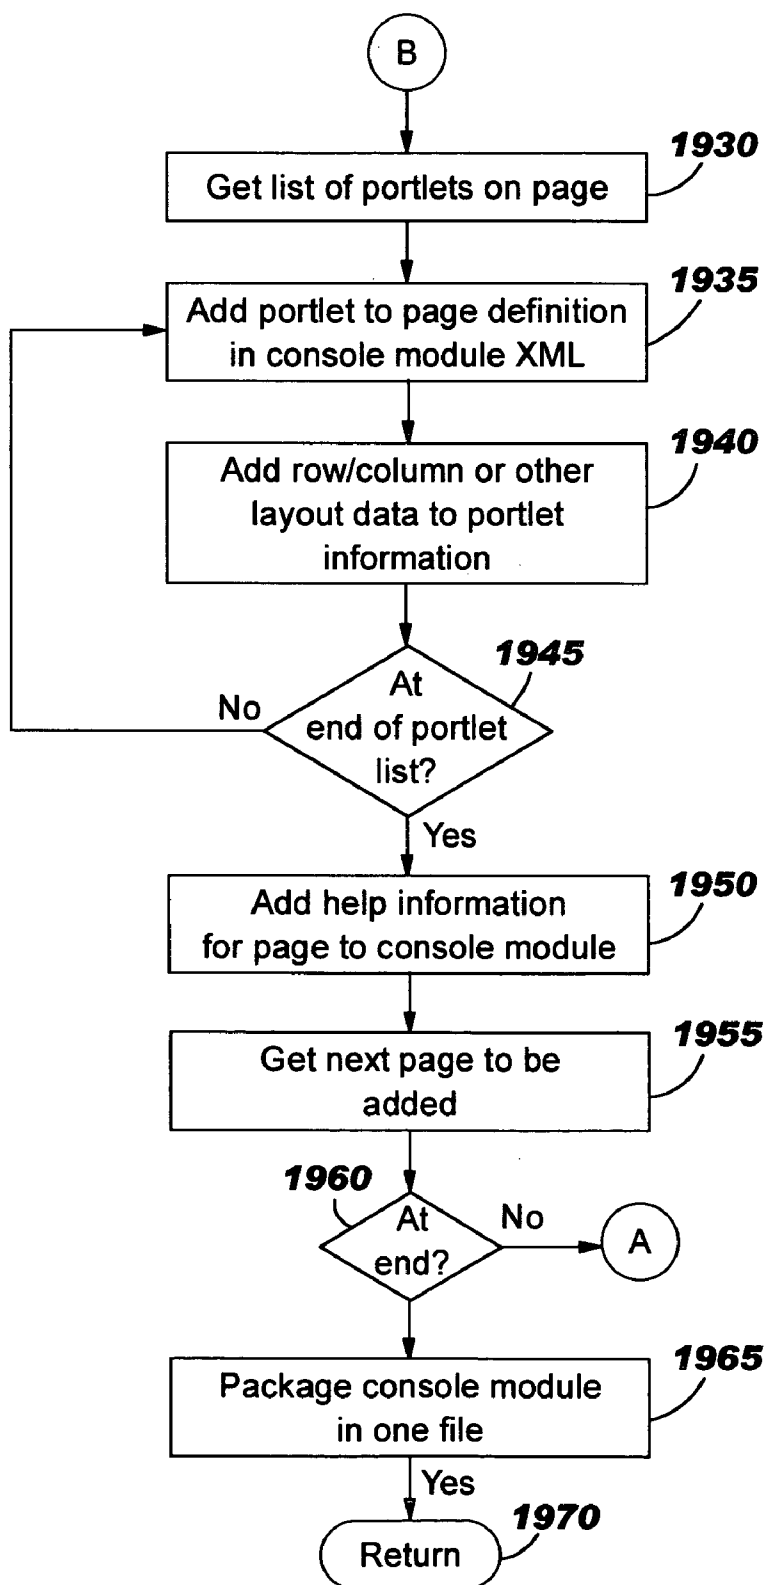 B
1930
Get list of portlets on page
1935
Add portlet to page definition
in console module XML
1940
Add row/column or other
layout data to portlet
information
1945
At
end of portlet
list?
No
Yes
1950
Add help information
for page to console module
1955
Get next page to be
added
1960
At
end?
No
A
1965
Package console module
in one file
Yes
1970
Return